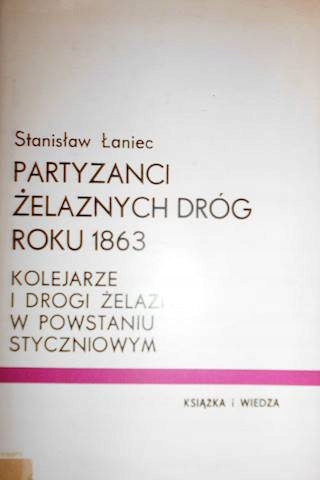 Stanisław Łaniec
PARTYZANCI
ŻELAZNYCH DRÓG
ROKU 1863
KOLEJARZE
I DROGI ŻELAZ
W POWSTANIU
STYCZNIOWYM
KSIĄŻKA i WIEDZA